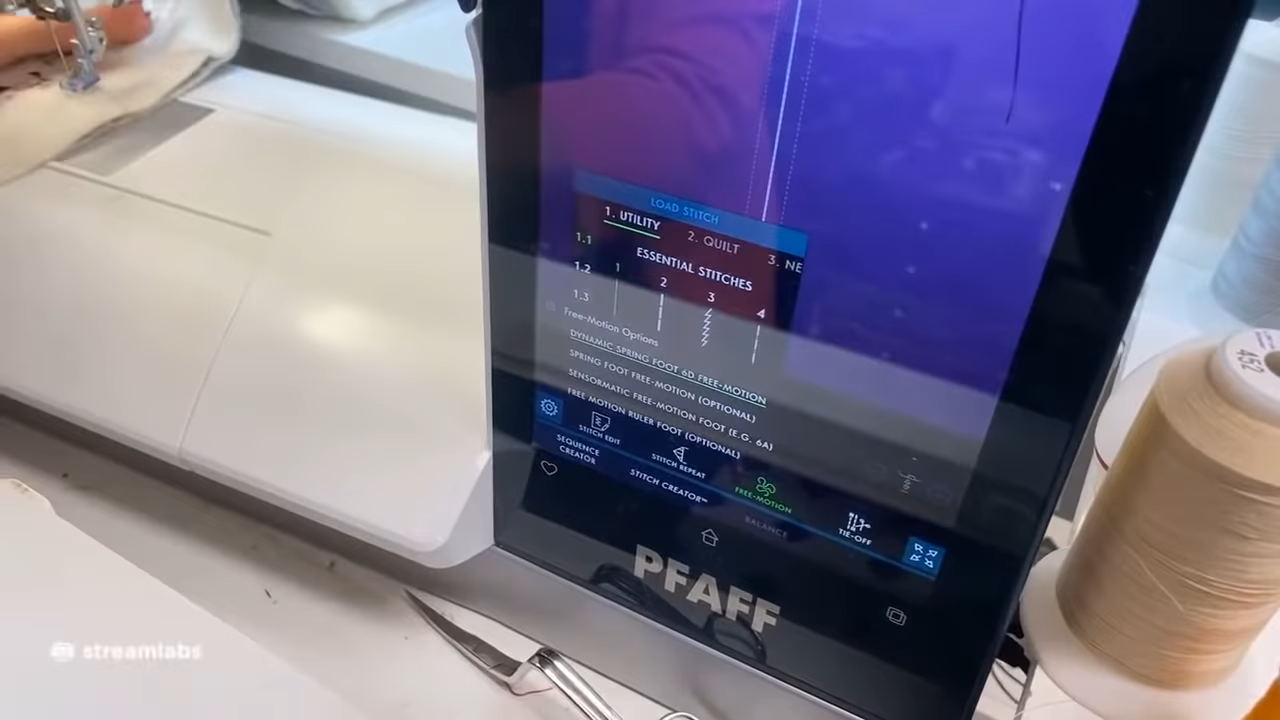 LOAD STITCH
1. UTILITY 2. QUILT 3. NE
1.1 ESSENTIAL STITCHES
1.2 1 2 3 4
1.3
Free-Motion Options
DYNAMIC SPRING FOOT 6D FREE-MOTION
SPRING FOOT FREE-MOTION (OPTIONAL)
SENSORMATIC FREE-MOTION FOOT (E.G. 6A)
FREE MOTION RULER FOOT (OPTIONAL)
STITCH EDIT STITCH REPEAT FREE-MOTION TIE-OFF
SEQUENCE CREATOR STITCH CREATOR™ BALANCE
PFAFF
452
streamlabs